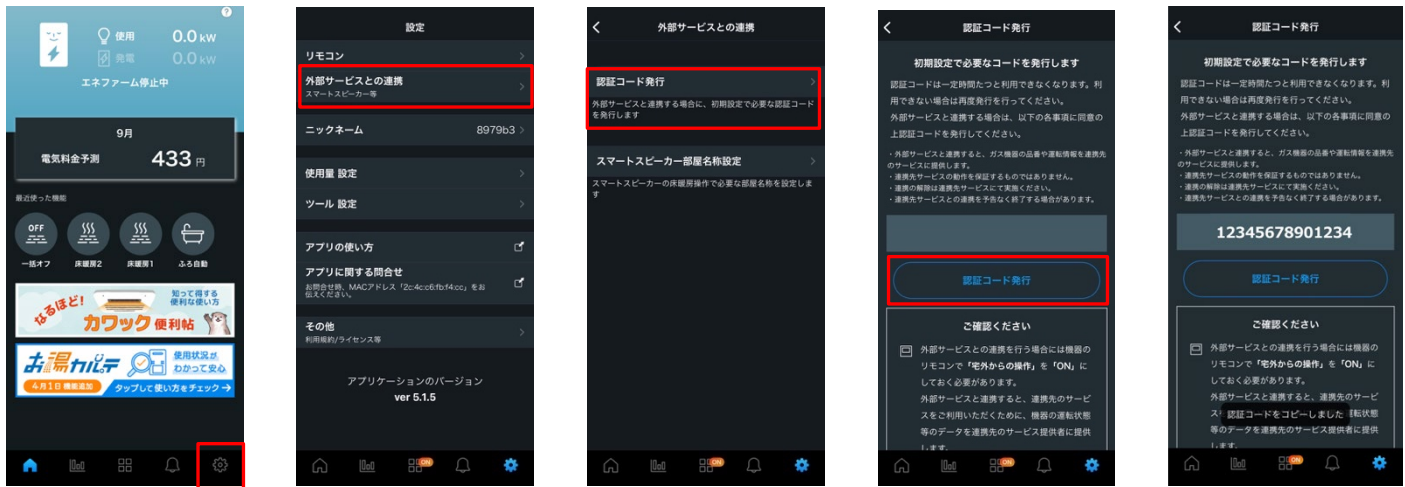 ?
使用 0.0 kW
発電 0.0 kW
エネファーム停止中
9月
電気料金予測 433 円
最近使った機能
OFF
一括オフ 床暖房2 床暖房1 ふろ自動
なるほど! カワック 便利帖
知って得する
便利な使い方
お湯カルテ
4月1日 機能追加
使用状況が
わかって安心
タップして使い方をチェック
設定
リモコン
外部サービスとの連携
スマートスピーカー等
ニックネーム 8979b3
使用量 設定
ツール 設定
アプリの使い方
アプリに関する問合せ
お問合せ時、MACアドレス「2c:4c:c6:fb:f4:cc」をお
伝えください。
その他
利用規約/ライセンス等
アプリケーションのバージョン
ver 5.1.5
ON
外部サービスとの連携
認証コード発行
外部サービスと連携する場合に、初期設定で必要な認証コード
を発行します
スマートスピーカー部屋名称設定
スマートスピーカーの床暖房操作で必要な部屋名称を設定しま
す
ON
認証コード発行
初期設定で必要なコードを発行します
認証コードは一定時間たつと利用できなくなります。利
用できない場合は再度発行を行ってください。
外部サービスと連携する場合は、以下の各事項に同意の
上認証コードを発行してください。
・外部サービスと連携すると、ガス機器の品番や運転情報を連携先
のサービスに提供します。
・連携先サービスの動作を保証するものではありません。
・連携の解除は連携先サービスにて実施ください。
・連携先サービスとの連携を予告なく終了する場合があります。
認証コード発行
ご確認ください
外部サービスとの連携を行う場合には機器の
リモコンで「宅外からの操作」を「ON」に
しておく必要があります。
外部サービスと連携すると、連携先のサービ
スをご利用いただくために、機器の運転状態
等のデータを連携先のサービス提供者に提供
します。
ON
認証コード発行
初期設定で必要なコードを発行します
認証コードは一定時間たつと利用できなくなります。利
用できない場合は再度発行を行ってください。
外部サービスと連携する場合は、以下の各事項に同意の
上認証コードを発行してください。
・外部サービスと連携すると、ガス機器の品番や運転情報を連携先
のサービスに提供します。
・連携先サービスの動作を保証するものではありません。
・連携の解除は連携先サービスにて実施ください。
・連携先サービスとの連携を予告なく終了する場合があります。
12345678901234
認証コード発行
ご確認ください
外部サービスとの連携を行う場合には機器の
リモコンで「宅外からの操作」を「ON」に
しておく必要があります。
外部サービスと連携すると、連携先のサービ
ス 認証コードをコピーしました 運転状態
等のデータを連携先のサービス提供者に提供
します。
ON